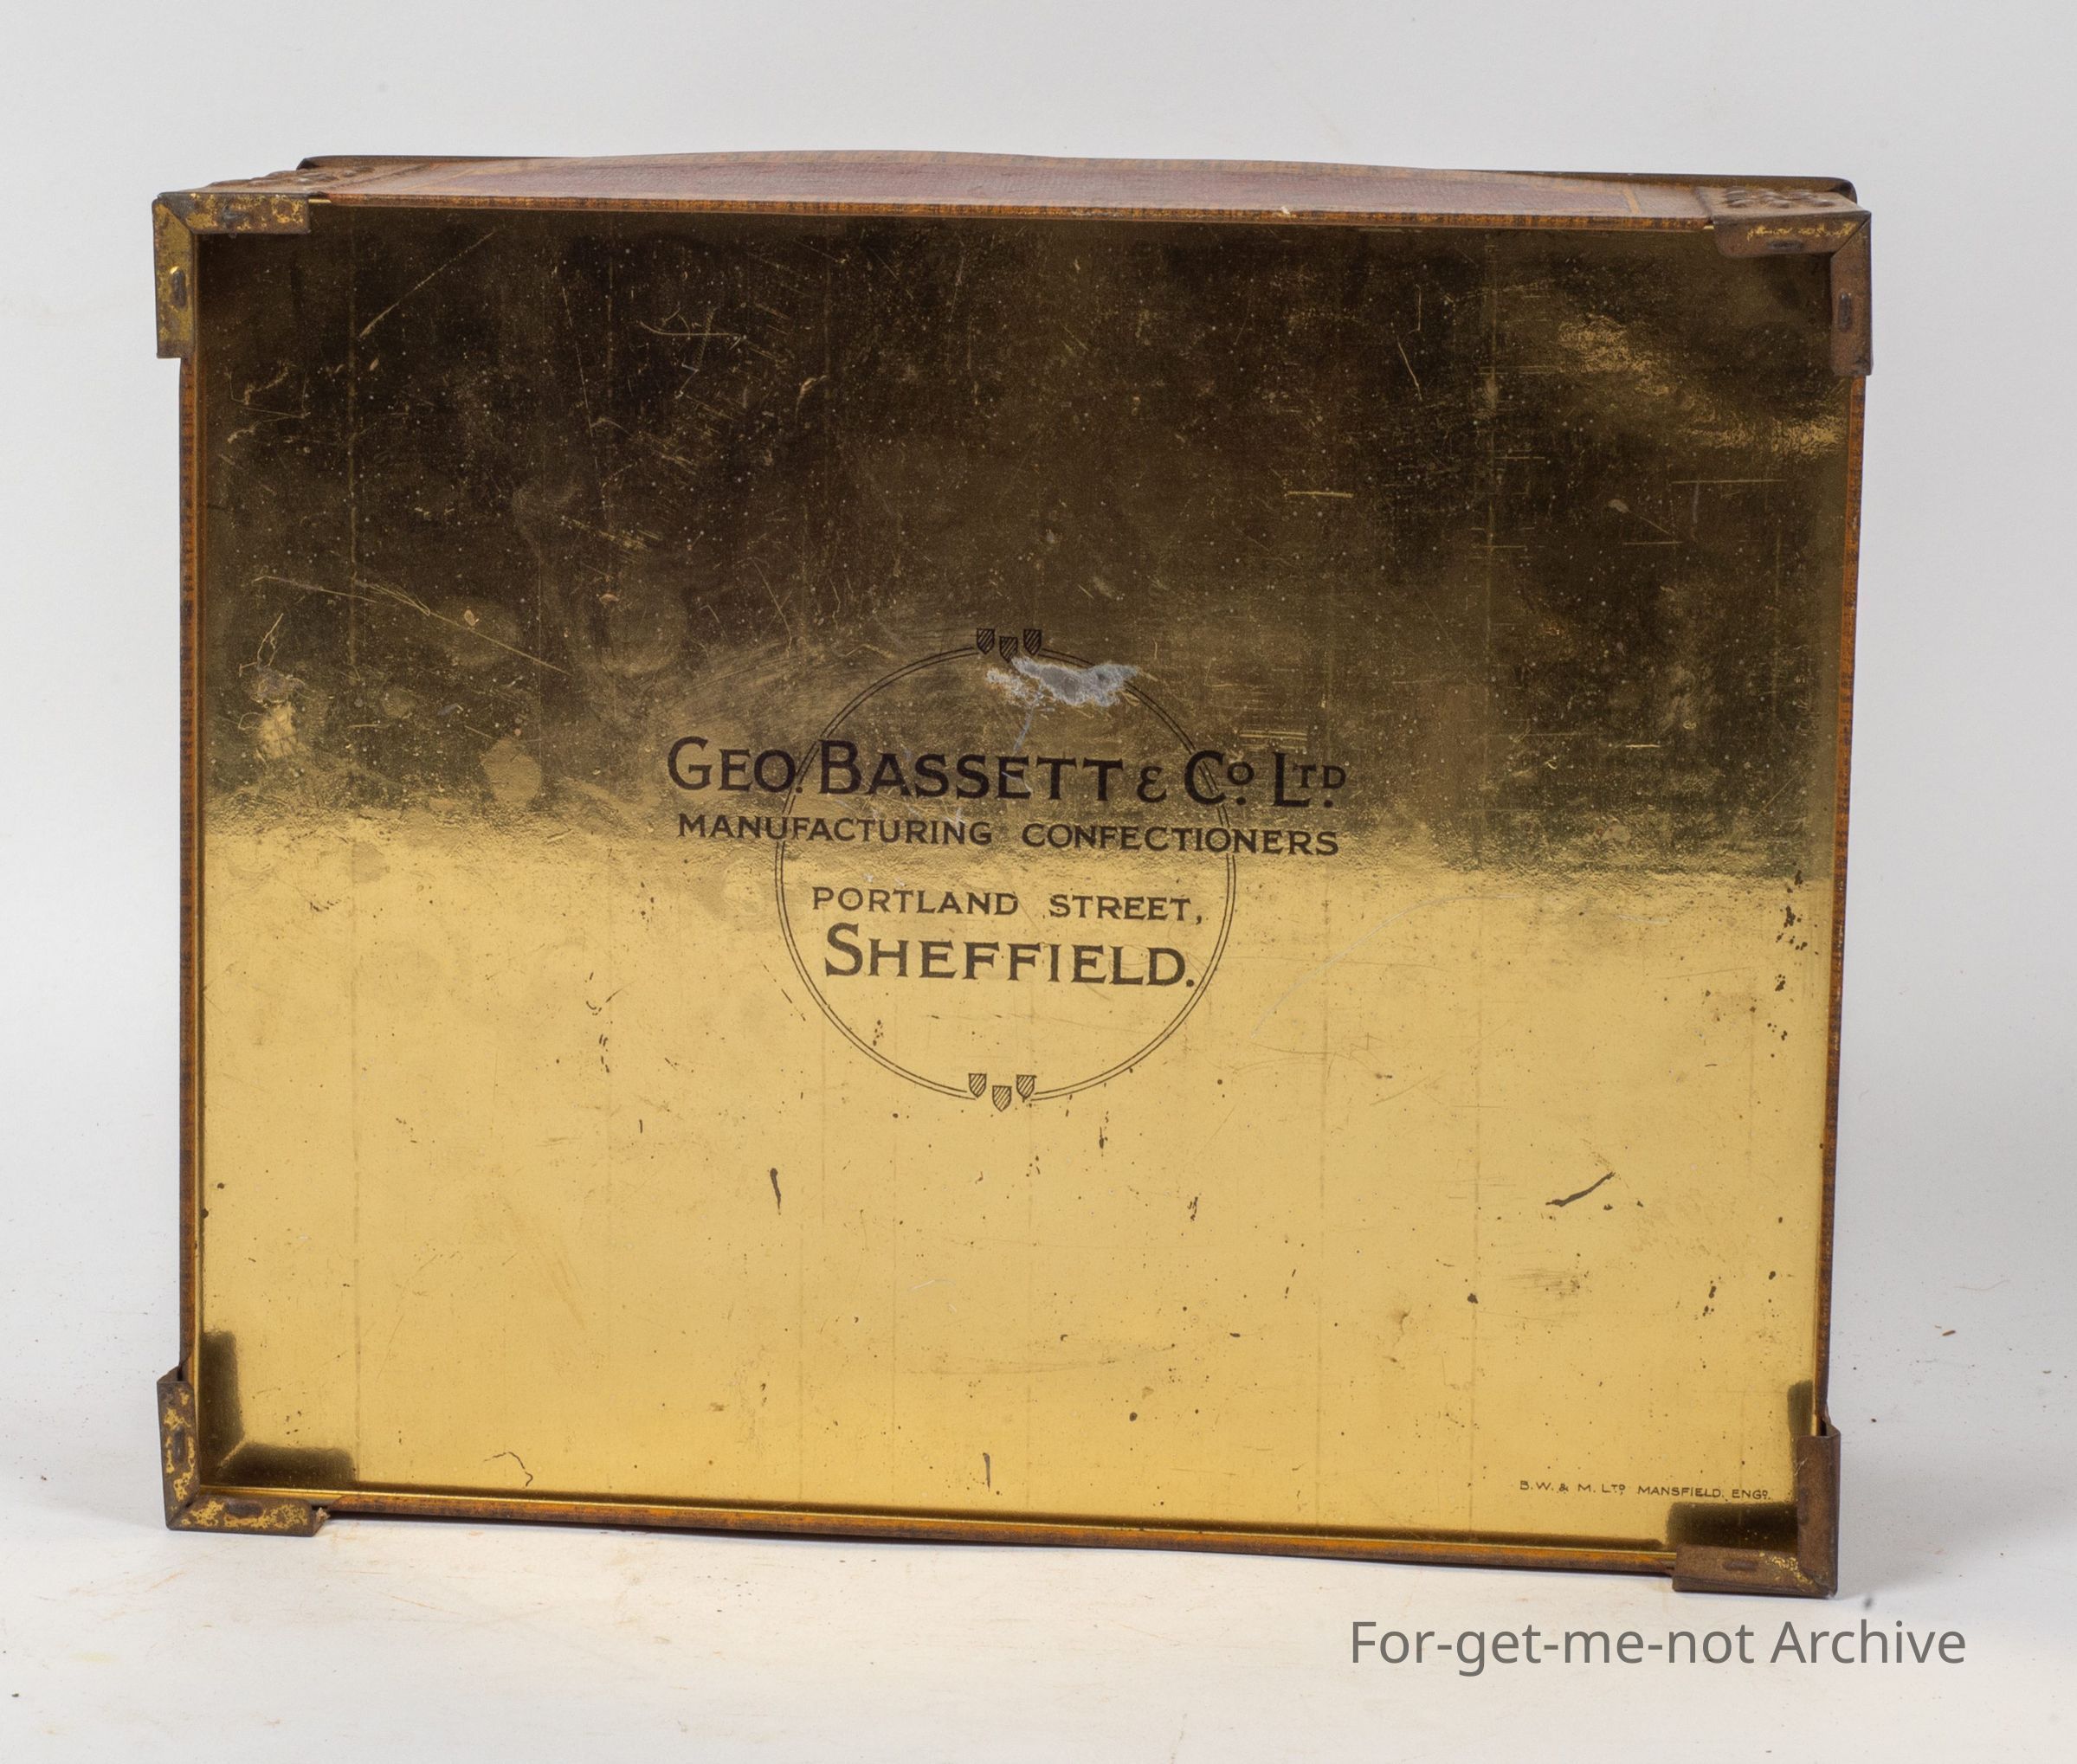 GEO. BASSETT & CO. LTD.
MANUFACTURING CONFECTIONERS
PORTLAND STREET,
SHEFFIELD.
B.W. & M. LTD MANSFIELD. ENGD.
For-get-me-not Archive